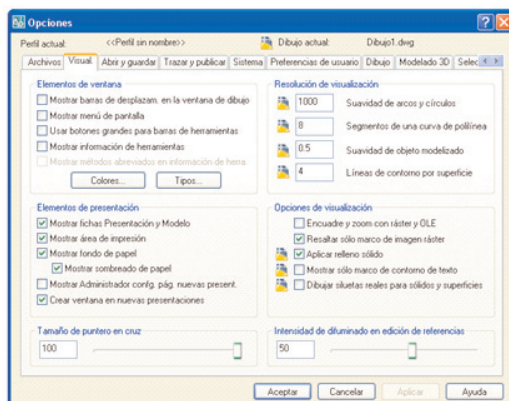 Opciones
Perfil actual: <<Perfil sin nombre>> Dibujo actual: Dibujo1.dwg
Archivos Visual Abrir y guardar Trazar y publicar Sistema Preferencias de usuario Dibujo Modelado 3D Selec
Elementos de ventana
Mostrar barras de desplazam. en la ventana de dibujo
Mostrar menú de pantalla
Usar botones grandes para barras de herramientas
Mostrar información de herramientas
Mostrar métodos abreviados en información de herra.
Colores... Tipos...
Resolución de visualización
1000 Suavidad de arcos y círculos
8 Segmentos de una curva de polilínea
0.5 Suavidad de objeto modelizado
4 Líneas de contorno por superficie
Elementos de presentación
Mostrar fichas Presentación y Modelo
Mostrar área de impresión
Mostrar fondo de papel
Mostrar sombreado de papel
Mostrar Administador confg. pág. nuevas present.
Crear ventana en nuevas presentaciones
Opciones de visualización
Encuadre y zoom con ráster y OLE
Resaltar sólo marco de imagen ráster
Aplicar relleno sólido
Mostrar sólo marco de contorno de texto
Dibujar siluetas reales para sólidos y superficies
Tamaño de puntero en cruz
100
Intensidad de difuminado en edición de referencias
50
Aceptar Cancelar Aplicar Ayuda